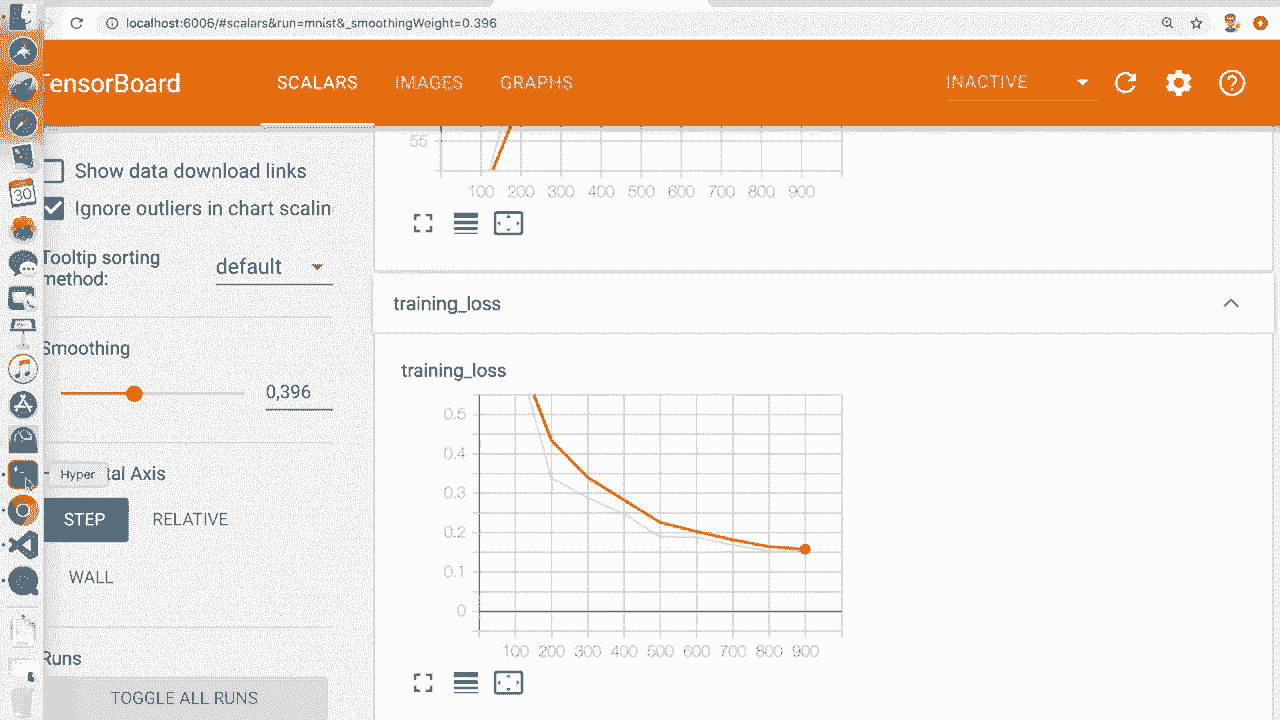 localhost:6006/#scalars&run=mnist&_smoothingWeight=0.396
TensorBoard
SCALARS
IMAGES
GRAPHS
INACTIVE
Show data download links
Ignore outliers in chart scalin
Tooltip sorting
method:
default
Smoothing
0,396
Hyper
tal Axis
STEP
RELATIVE
WALL
Runs
TOGGLE ALL RUNS
30
55
100 200 300 400 500 600 700 800 900
training_loss
training_loss
0.5
0.4
0.3
0.2
0.1
0
100 200 300 400 500 600 700 800 900